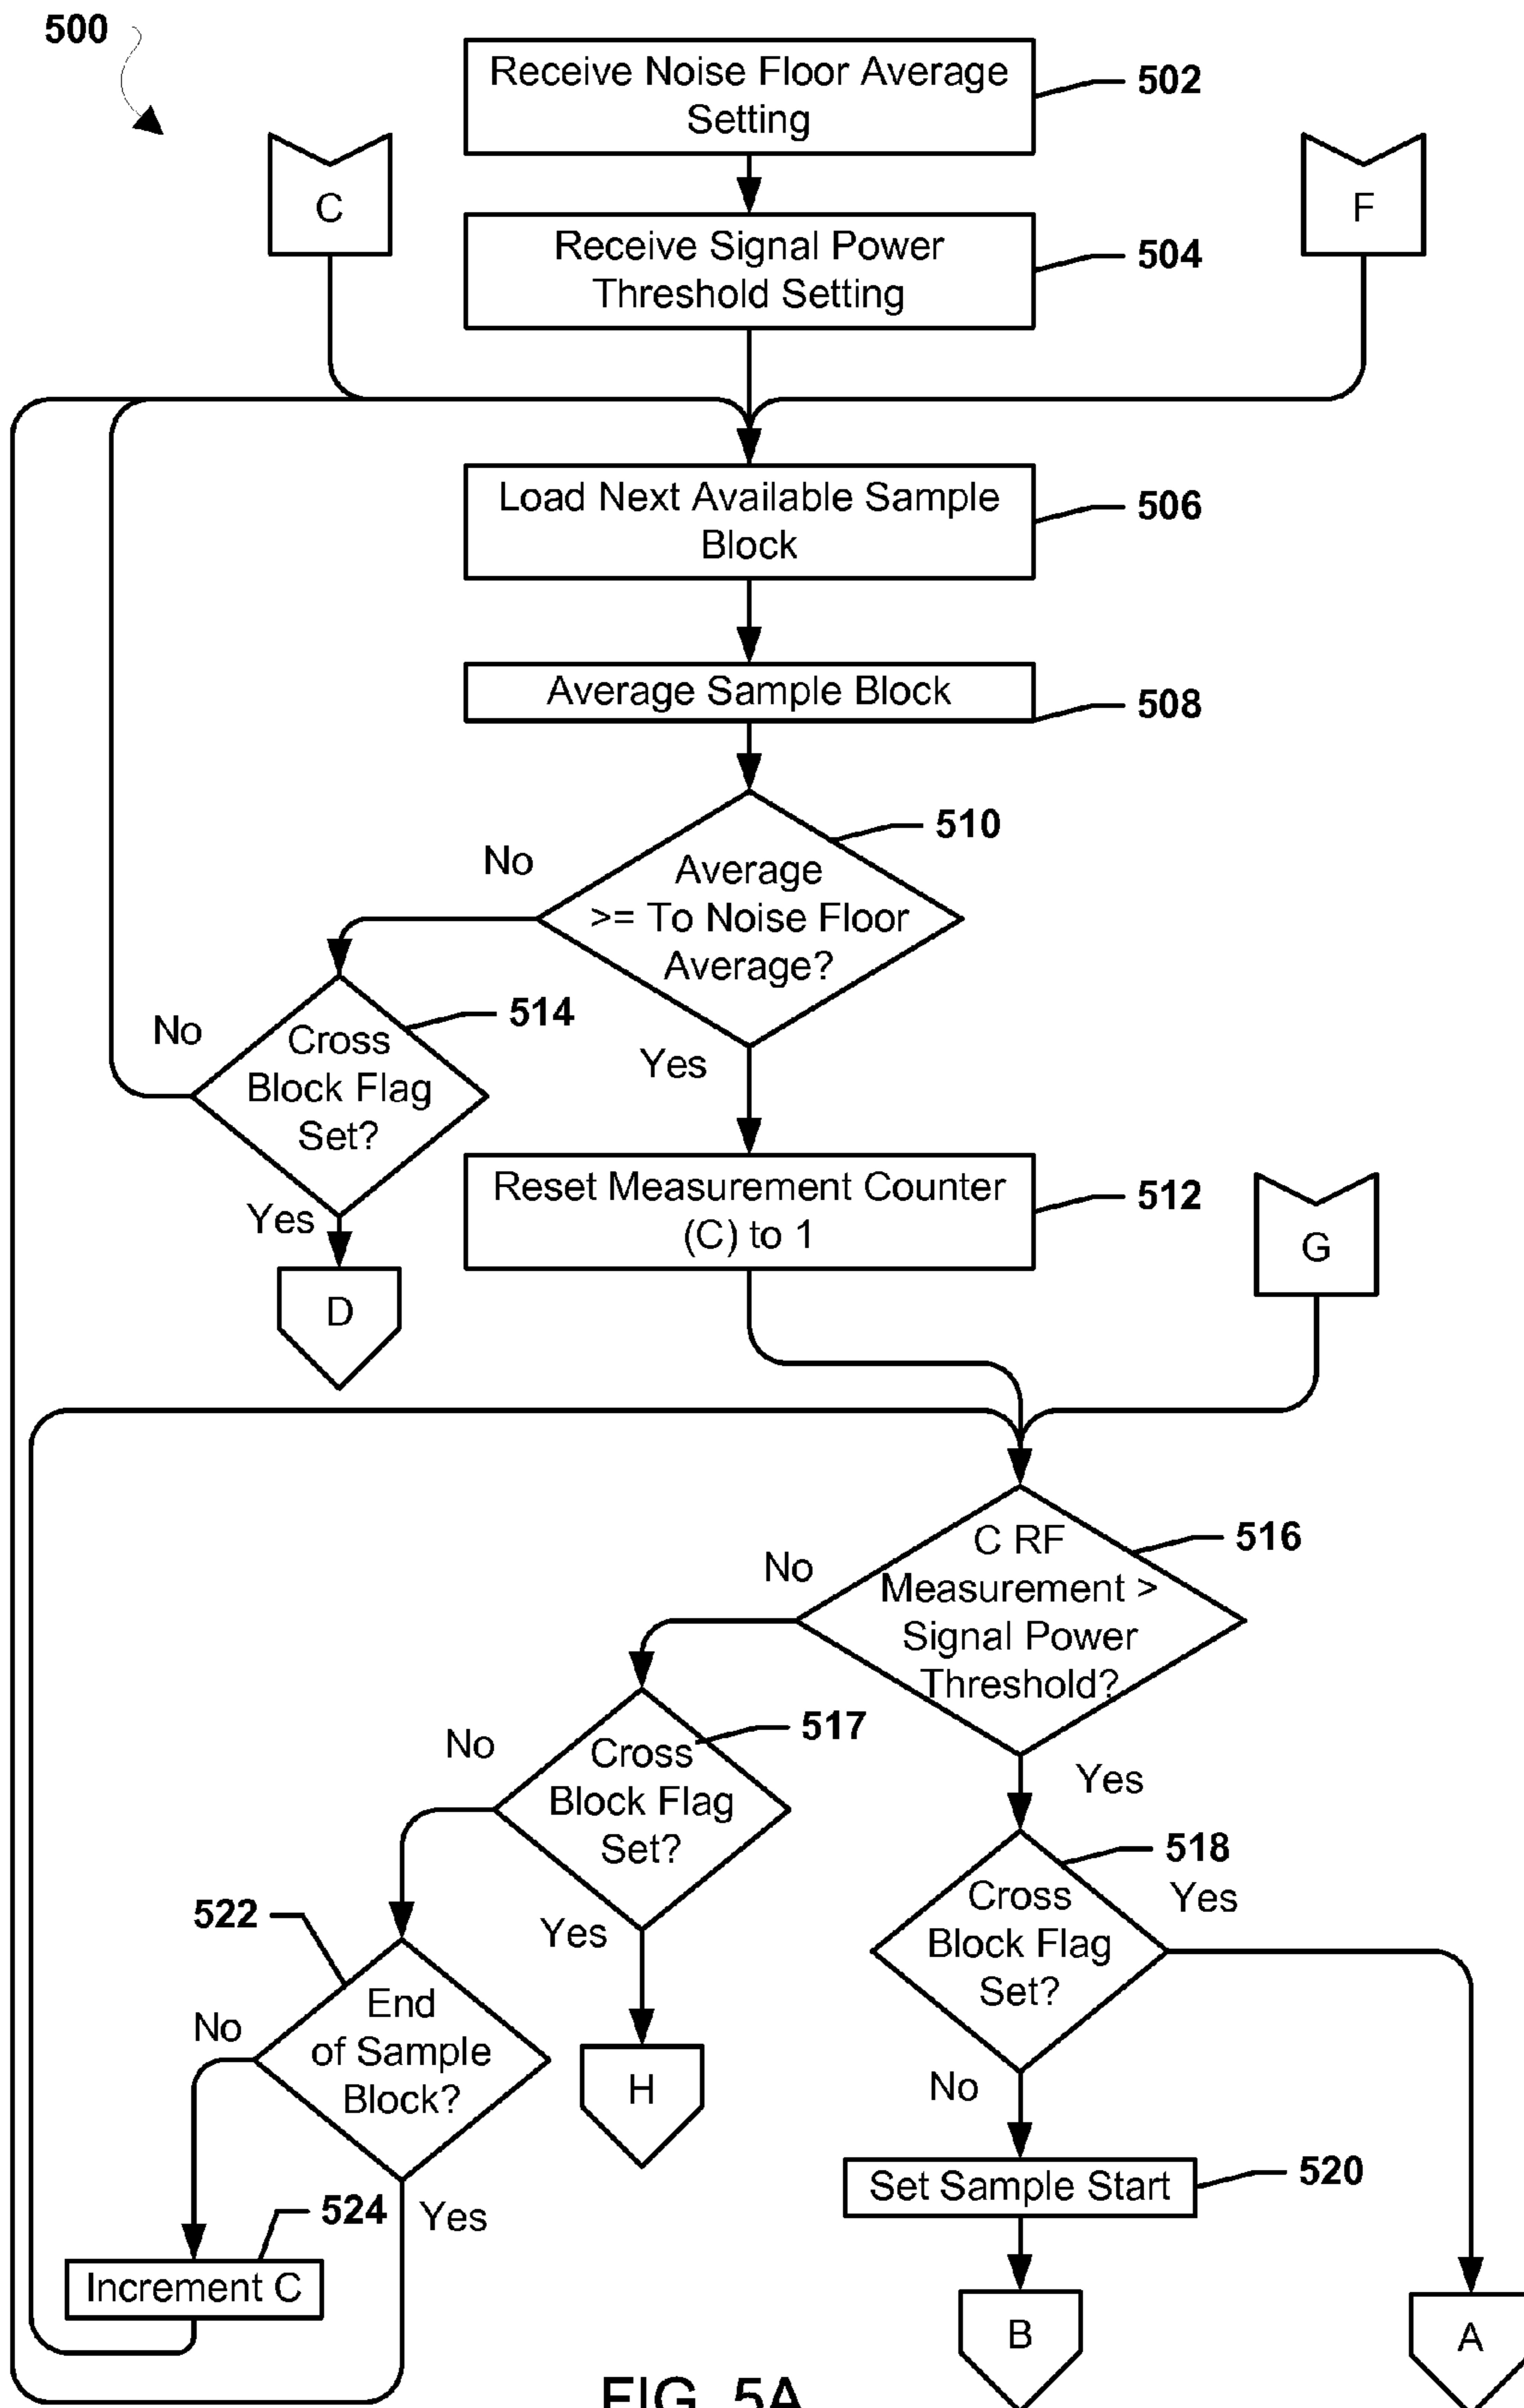 500
Receive Noise Floor Average
Setting
502
C
F
Receive Signal Power
Threshold Setting
504
Load Next Available Sample
Block
506
Average Sample Block
508
510
No
Average
>= To Noise Floor
Average?
514
No
Cross
Block Flag
Set?
Yes
Yes
Reset Measurement Counter
(C) to 1
512
G
D
C RF
Measurement >
Signal Power
Threshold?
516
No
517
No
Cross
Block Flag
Set?
Yes
518
Yes
Cross
Block Flag
Set?
522
Yes
End
of Sample
Block?
No
H
No
Set Sample Start
520
524
Yes
Increment C
B
A
FIG. 5A